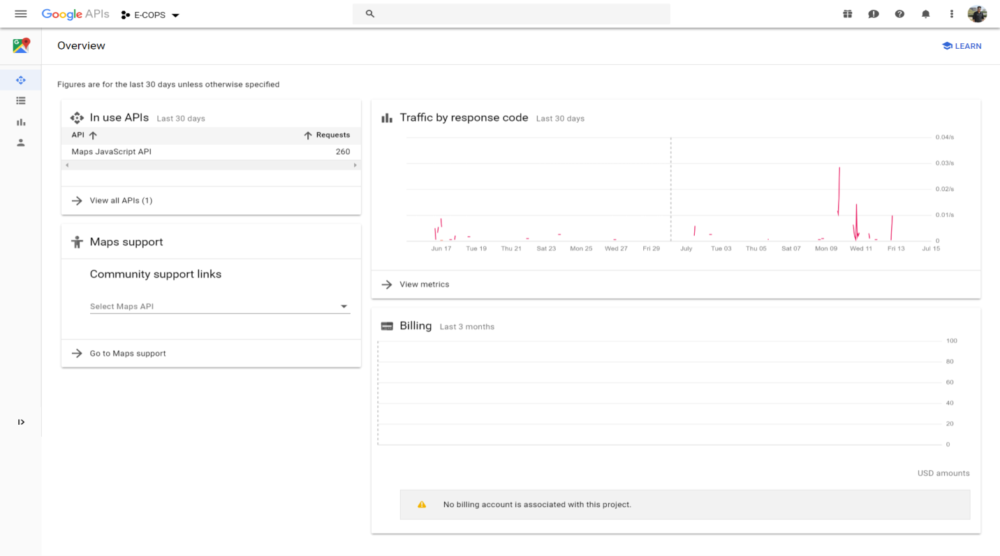 Google APIs E-COPS
Overview
LEARN
Figures are for the last 30 days unless otherwise specified
In use APIs Last 30 days
API Requests
Maps JavaScript API 260
View all APIs (1)
Maps support
Community support links
Select Maps API
Go to Maps support
Traffic by response code Last 30 days
0.04/s
0.03/s
0.02/s
0.01/s
0
Jun 17 Tue 19 Thu 21 Sat 23 Mon 25 Wed 27 Fri 29 July Tue 03 Thu 05 Sat 07 Mon 09 Wed 11 Fri 13 Jul 15
View metrics
Billing Last 3 months
100
80
60
40
20
0
USD amounts
No billing account is associated with this project.